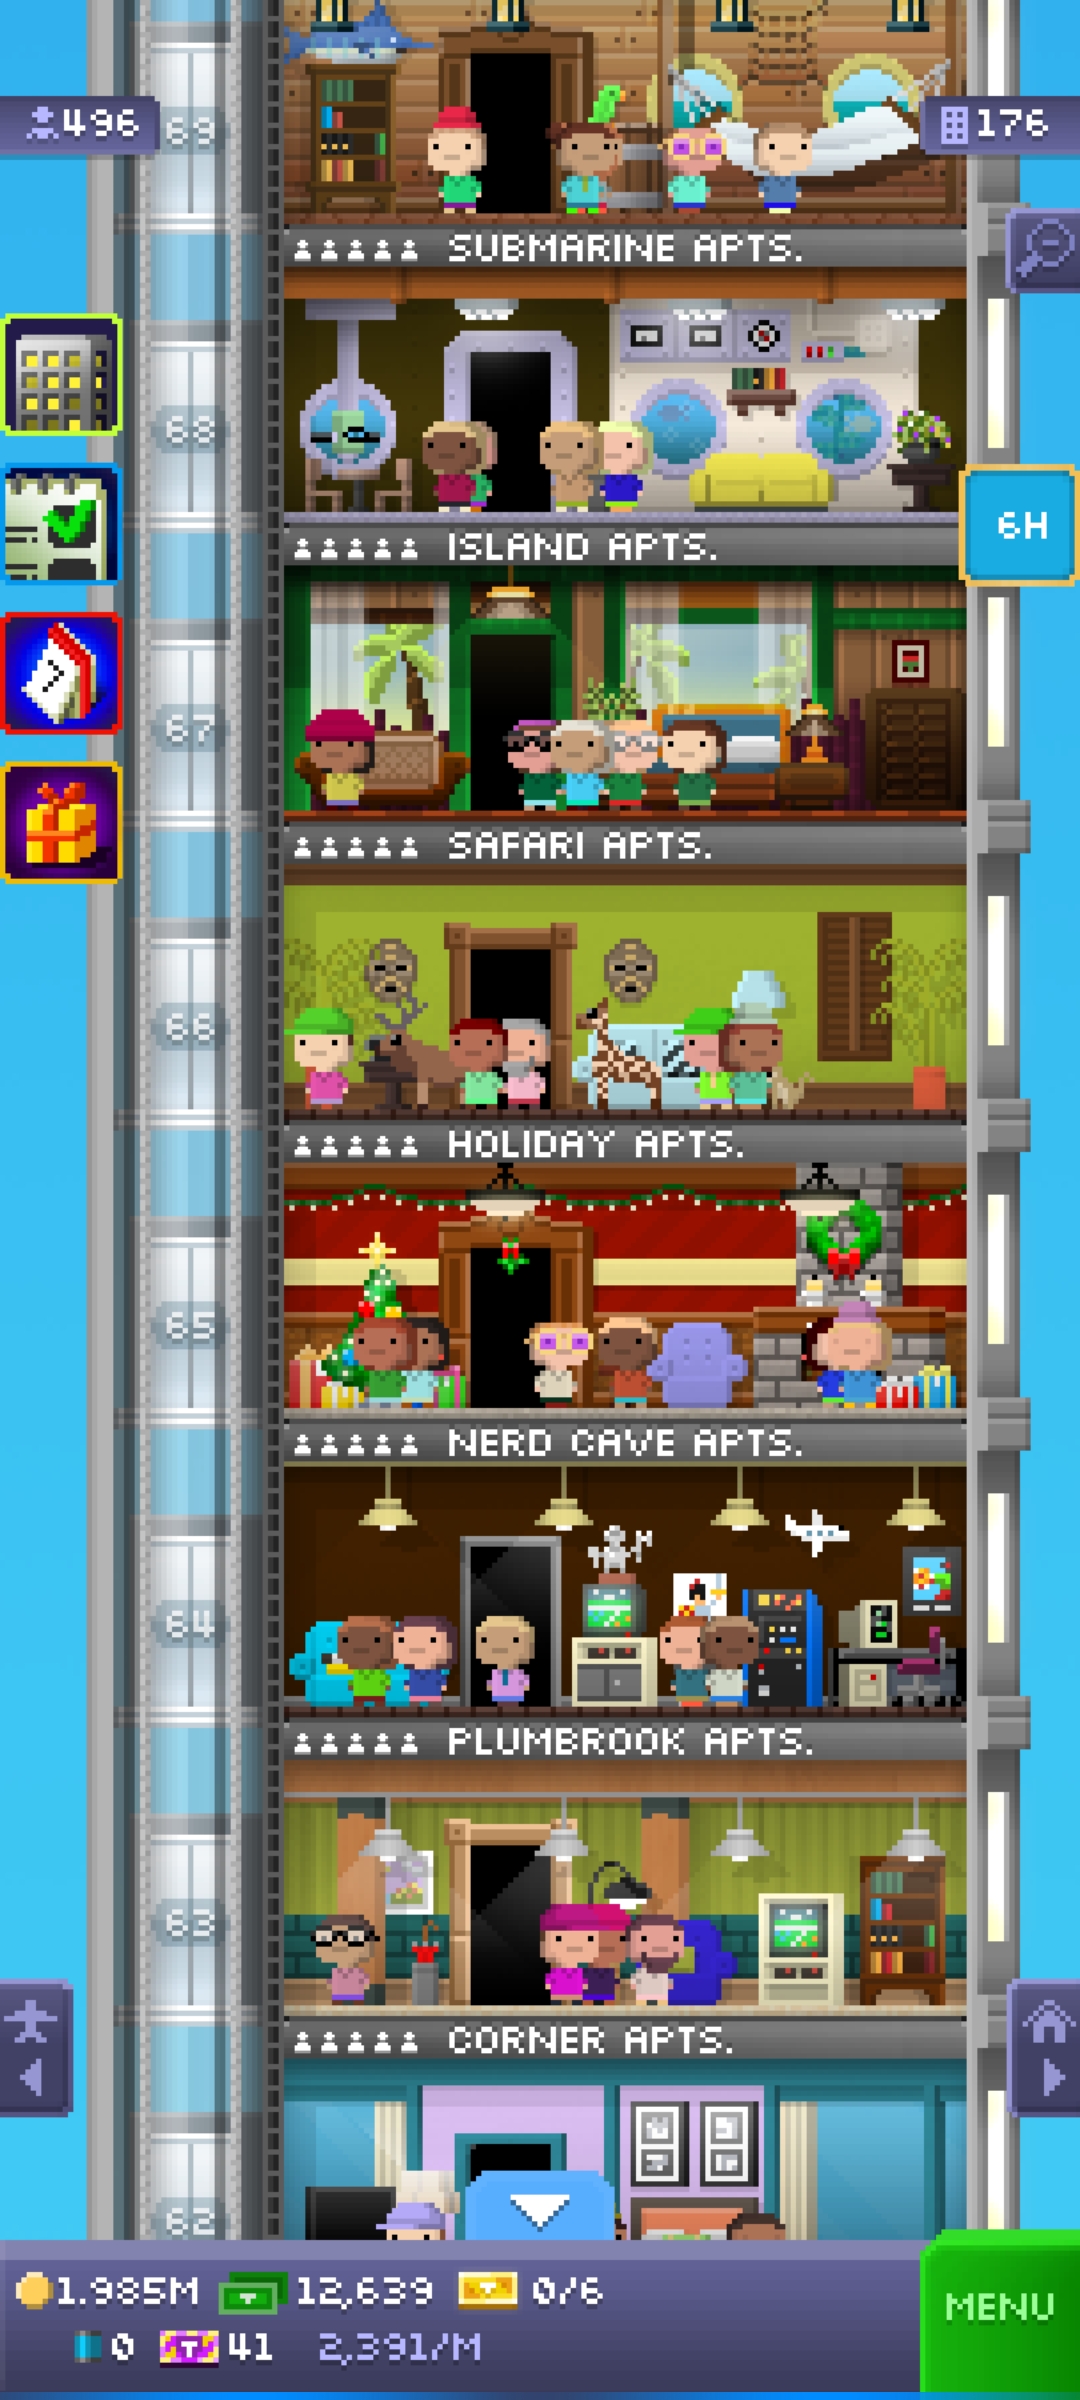 496
69
176
SUBMARINE APTS.
68
6H
ISLAND APTS.
67
SAFARI APTS.
66
HOLIDAY APTS.
65
NERD CAVE APTS.
64
PLUMBROOK APTS.
63
CORNER APTS.
62
1.985M 12,639 0/6
MENU
0 41 2,391/M